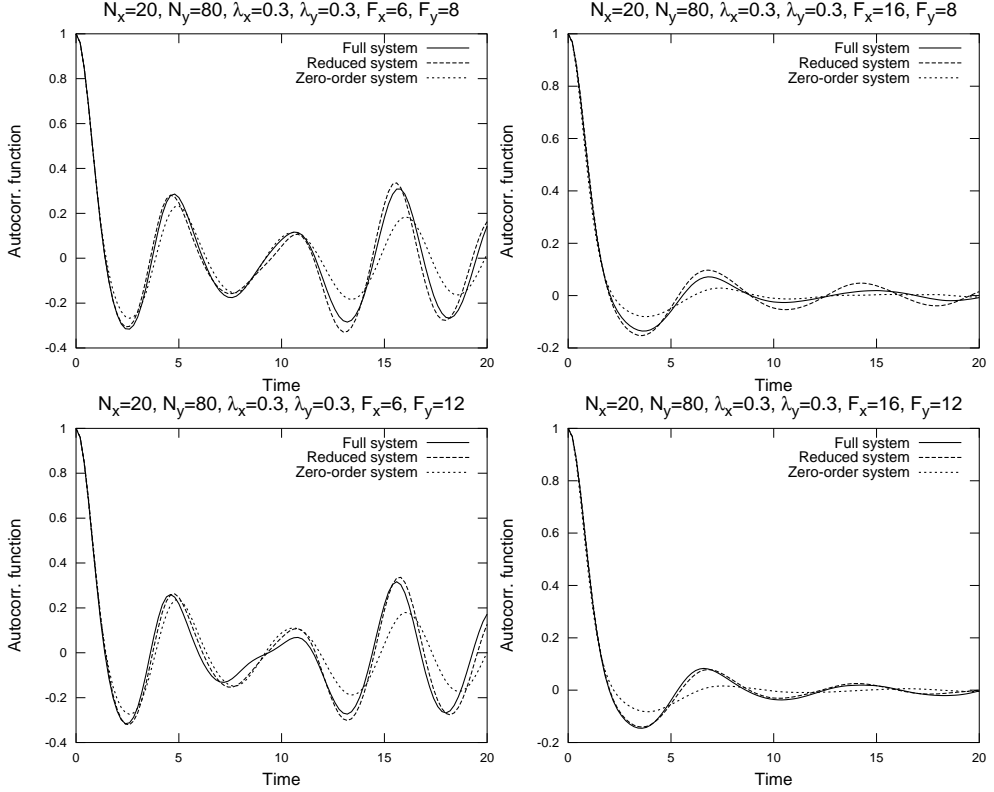 N_x=20, N_y=80, λ_x=0.3, λ_y=0.3, F_x=6, F_y=8
Full system
Reduced system
Zero-order system
1
0.8
0.6
0.4
0.2
0
-0.2
-0.4
Autocorr. function
0 5 10 15 20
Time
N_x=20, N_y=80, λ_x=0.3, λ_y=0.3, F_x=16, F_y=8
Full system
Reduced system
Zero-order system
1
0.8
0.6
0.4
0.2
0
-0.2
Autocorr. function
0 5 10 15 20
Time
N_x=20, N_y=80, λ_x=0.3, λ_y=0.3, F_x=6, F_y=12
Full system
Reduced system
Zero-order system
1
0.8
0.6
0.4
0.2
0
-0.2
-0.4
Autocorr. function
0 5 10 15 20
Time
N_x=20, N_y=80, λ_x=0.3, λ_y=0.3, F_x=16, F_y=12
Full system
Reduced system
Zero-order system
1
0.8
0.6
0.4
0.2
0
-0.2
Autocorr. function
0 5 10 15 20
Time